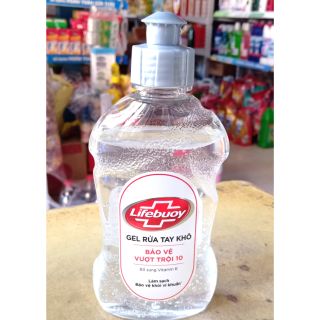 Lifebuoy
GEL RỬA TAY KHÔ
BẢO VỆ
VƯỢT TRỘI 10
Bổ sung Vitamin E
Làm sạch
Bảo vệ khỏi vi khuẩn